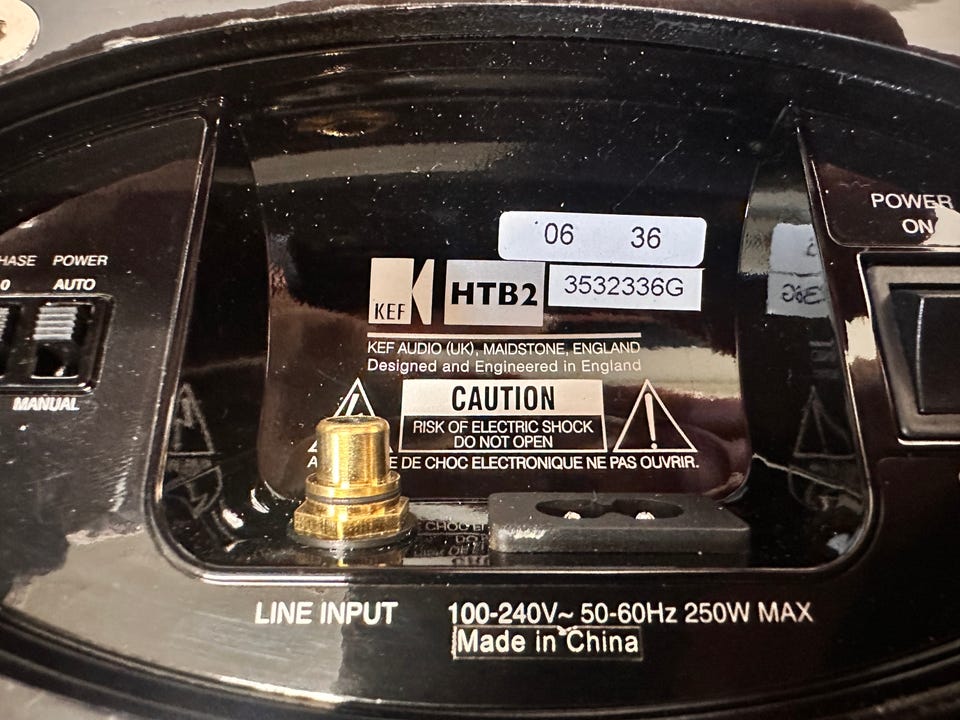 POWER
ON
PHASE POWER
0 AUTO
MANUAL
06 36
KEF HTB2 3532336G
KEF AUDIO (UK), MAIDSTONE, ENGLAND
Designed and Engineered in England
CAUTION
RISK OF ELECTRIC SHOCK
DO NOT OPEN
DE CHOC ELECTRONIQUE NE PAS OUVRIR.
LINE INPUT 100-240V~ 50-60Hz 250W MAX
Made in China